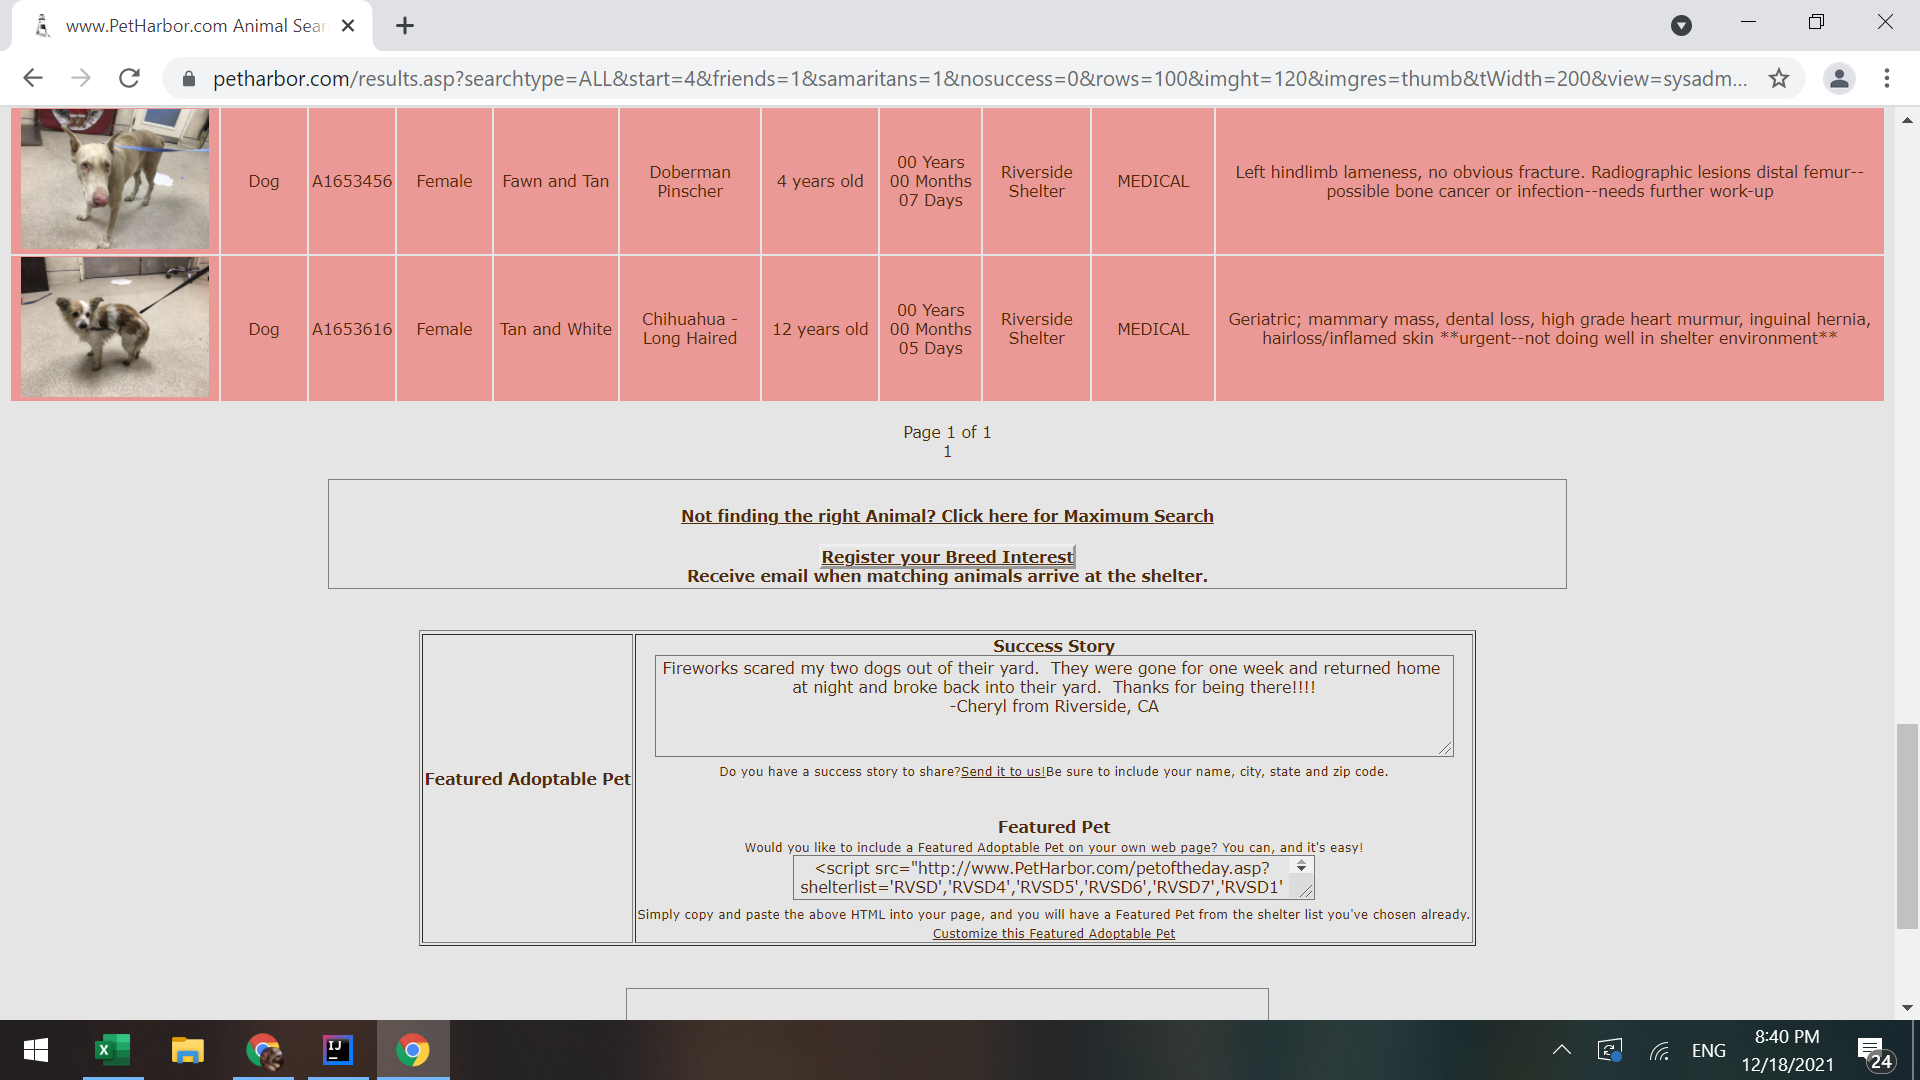 www.PetHarbor.com Animal Sear
petharbor.com/results.asp?searchtype=ALL&start=4&friends=1&samaritans=1&nosuccess=0&rows=100&imght=120&imgres=thumb&tWidth=200&view=sysadm...
Dog A1653456 Female Fawn and Tan Doberman Pinscher 4 years old 00 Years 00 Months 07 Days Riverside Shelter MEDICAL Left hindlimb lameness, no obvious fracture. Radiographic lesions distal femur--possible bone cancer or infection--needs further work-up
Dog A1653616 Female Tan and White Chihuahua - Long Haired 12 years old 00 Years 00 Months 05 Days Riverside Shelter MEDICAL Geriatric; mammary mass, dental loss, high grade heart murmur, inguinal hernia, hairloss/inflamed skin **urgent--not doing well in shelter environment**
Page 1 of 1
1
Not finding the right Animal? Click here for Maximum Search
Register your Breed Interest
Receive email when matching animals arrive at the shelter.
Featured Adoptable Pet
Success Story
Fireworks scared my two dogs out of their yard.  They were gone for one week and returned home
at night and broke back into their yard.  Thanks for being there!!!!
-Cheryl from Riverside, CA
Do you have a success story to share?Send it to us!Be sure to include your name, city, state and zip code.
Featured Pet
Would you like to include a Featured Adoptable Pet on your own web page? You can, and it's easy!
<script src="http://www.PetHarbor.com/petoftheday.asp?
shelterlist='RVSD','RVSD4','RVSD5','RVSD6','RVSD7','RVSD1'
Simply copy and paste the above HTML into your page, and you will have a Featured Pet from the shelter list you've chosen already.
Customize this Featured Adoptable Pet
X
IJ
ENG
8:40 PM
12/18/2021
24